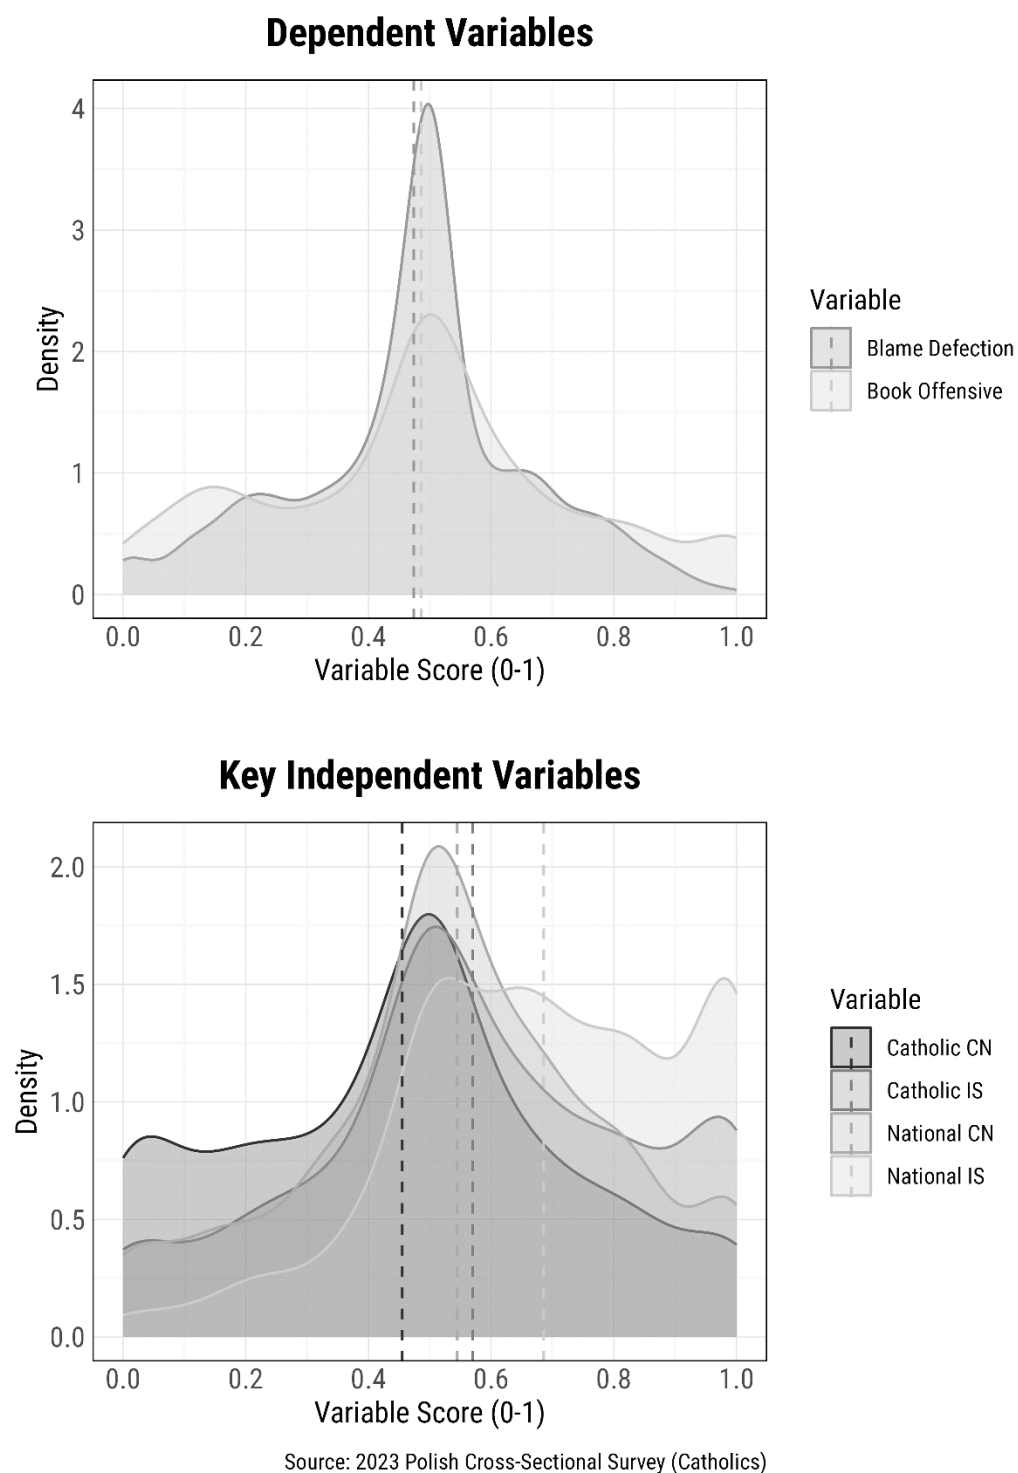 Dependent Variables
4
3
2
1
0
Density
0.0 0.2 0.4 0.6 0.8 1.0
Variable Score (0-1)
Variable
Blame Defection
Book Offensive
Key Independent Variables
2.0
1.5
1.0
0.5
0.0
Density
0.0 0.2 0.4 0.6 0.8 1.0
Variable Score (0-1)
Variable
Catholic CN
Catholic IS
National CN
National IS
Source: 2023 Polish Cross-Sectional Survey (Catholics)